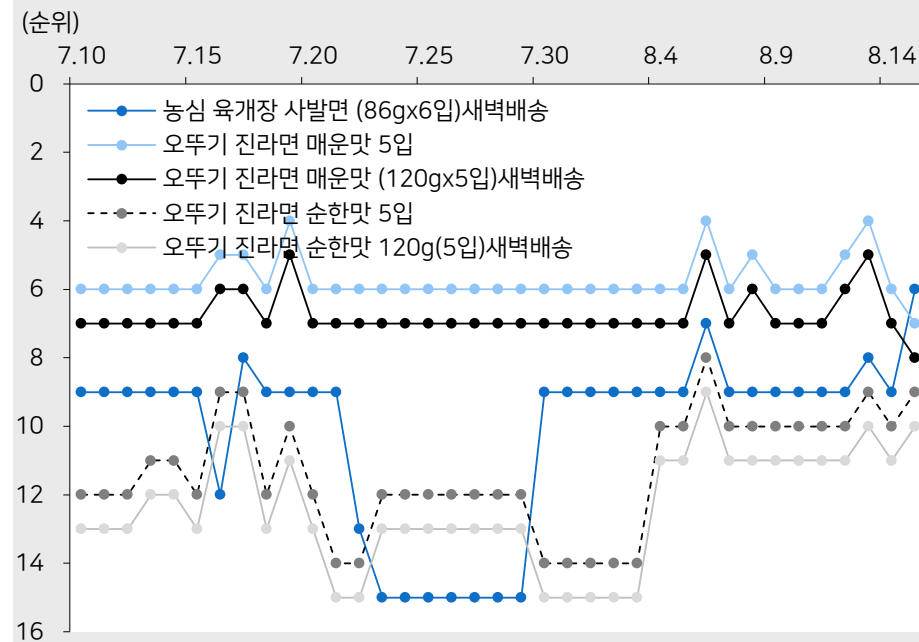 (순위)
7.10 7.15 7.20 7.25 7.30 8.4 8.9 8.14
0
농심 육개장 사발면 (86gx6입)새벽배송
2
오뚜기 진라면 매운맛 5입
오뚜기 진라면 매운맛 (120gx5입)새벽배송
4
오뚜기 진라면 순한맛 5입
오뚜기 진라면 순한맛 120g(5입)새벽배송
6
8
10
12
14
16